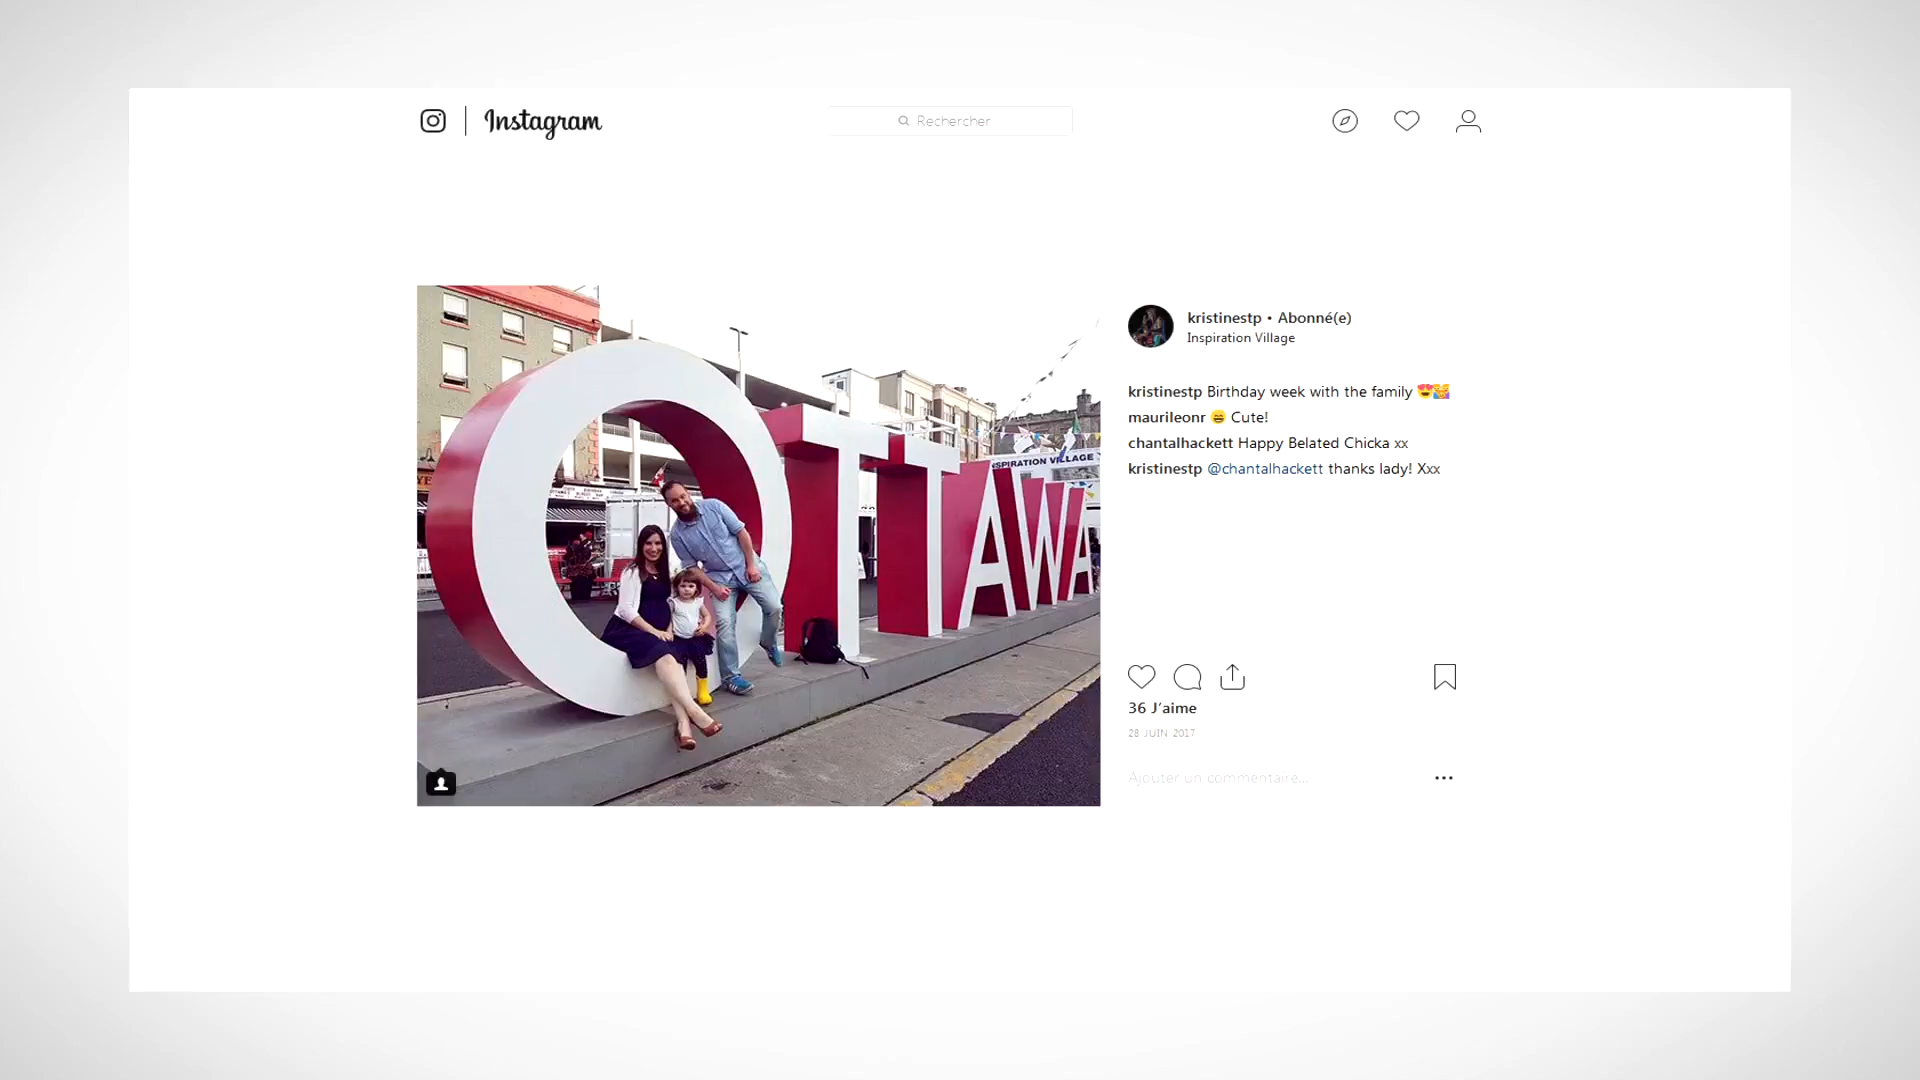 Instagram
Rechercher
OTTAWA
INSPIRATION VILLAGE
kristinestp • Abonné(e)
Inspiration Village
kristinestp Birthday week with the family 😍🥰
maurileonr 😄 Cute!
chantalhackett Happy Belated Chicka xx
kristinestp @chantalhackett thanks lady! Xxx
36 J’aime
28 JUIN 2017
Ajouter un commentaire...